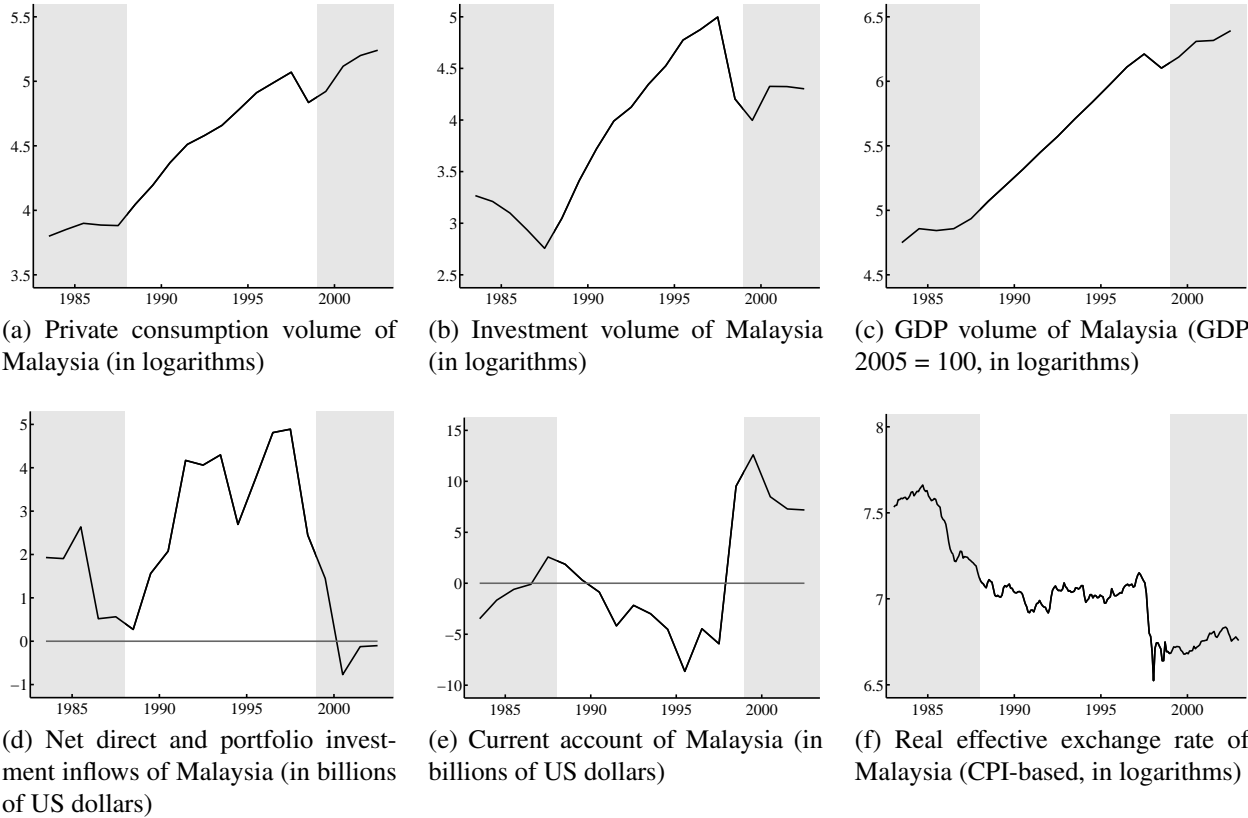 5.5
5
4.5
4
3.5
1985 1990 1995 2000
(a) Private consumption volume of
Malaysia (in logarithms)
5
4.5
4
3.5
3
2.5
1985 1990 1995 2000
(b) Investment volume of Malaysia
(in logarithms)
6.5
6
5.5
5
4.5
1985 1990 1995 2000
(c) GDP volume of Malaysia (GDP
2005 = 100, in logarithms)
5
4
3
2
1
0
−1
1985 1990 1995 2000
(d) Net direct and portfolio invest-
ment inflows of Malaysia (in billions
of US dollars)
15
10
5
0
−5
−10
1985 1990 1995 2000
(e) Current account of Malaysia (in
billions of US dollars)
8
7.5
7
6.5
1985 1990 1995 2000
(f) Real effective exchange rate of
Malaysia (CPI-based, in logarithms)